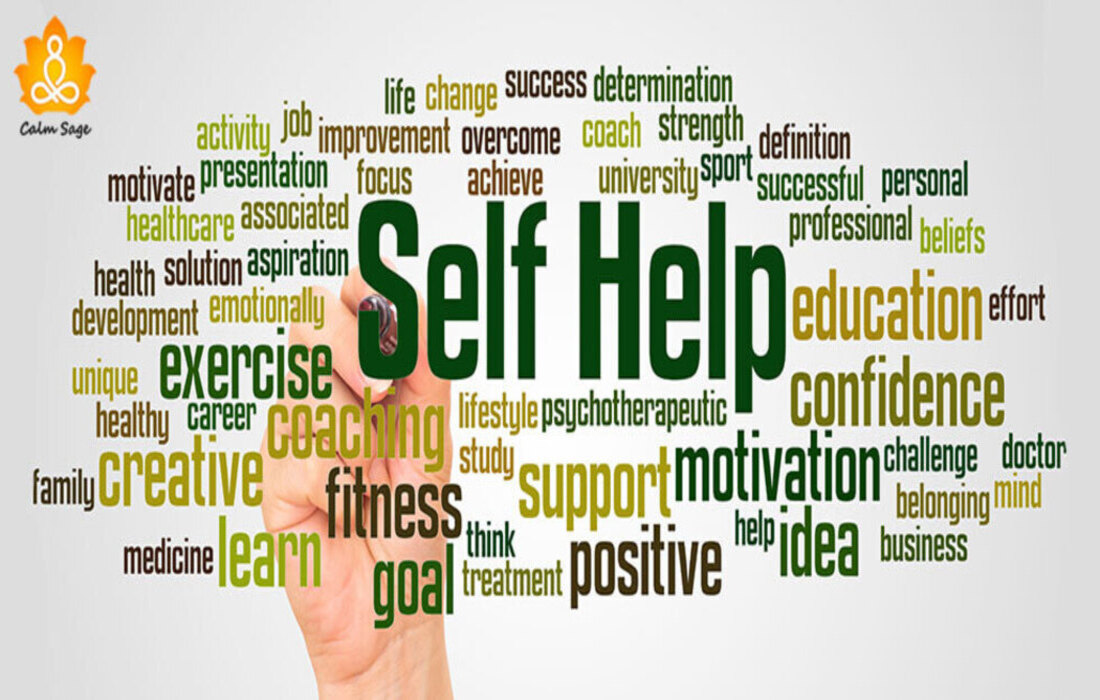 Calm Sage
life change success determination
activity job improvement overcome coach strength definition
motivate presentation focus achieve university sport successful personal
healthcare associated professional beliefs
health solution aspiration
Self Help
development emotionally education effort
unique exercise confidence
healthy career coaching lifestyle psychotherapeutic
family creative study support motivation challenge doctor
fitness belonging mind
medicine learn think positive help idea business
goal treatment